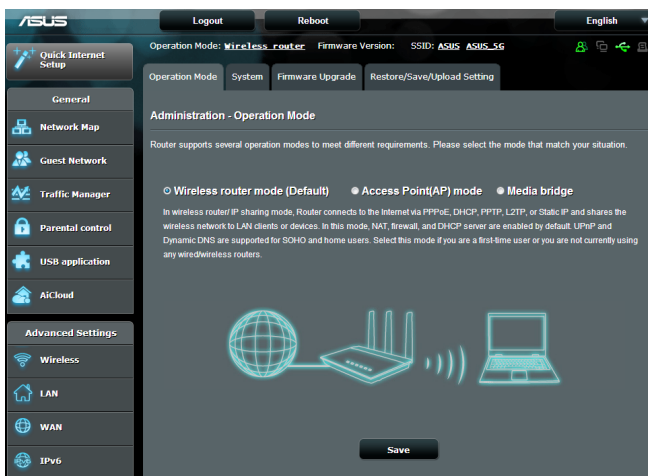 ASUS
Logout
Reboot
English
Operation Mode: Wireless router Firmware Version: SSID: ASUS ASUS_5G
Quick Internet
Setup
Operation Mode
System
Firmware Upgrade
Restore/Save/Upload Setting
General
Network Map
Guest Network
Traffic Manager
Parental control
USB application
AiCloud
Advanced Settings
Wireless
LAN
WAN
IPv6
Administration - Operation Mode
Router supports several operation modes to meet different requirements. Please select the mode that match your situation.
Wireless router mode (Default)
Access Point(AP) mode
Media bridge
In wireless router/ IP sharing mode, Router connects to the Internet via PPPoE, DHCP, PPTP, L2TP, or Static IP and shares the
wireless network to LAN clients or devices. In this mode, NAT, firewall, and DHCP server are enabled by default. UPnP and
Dynamic DNS are supported for SOHO and home users. Select this mode if you are a first-time user or you are not currently using
any wired/wireless routers.
Save